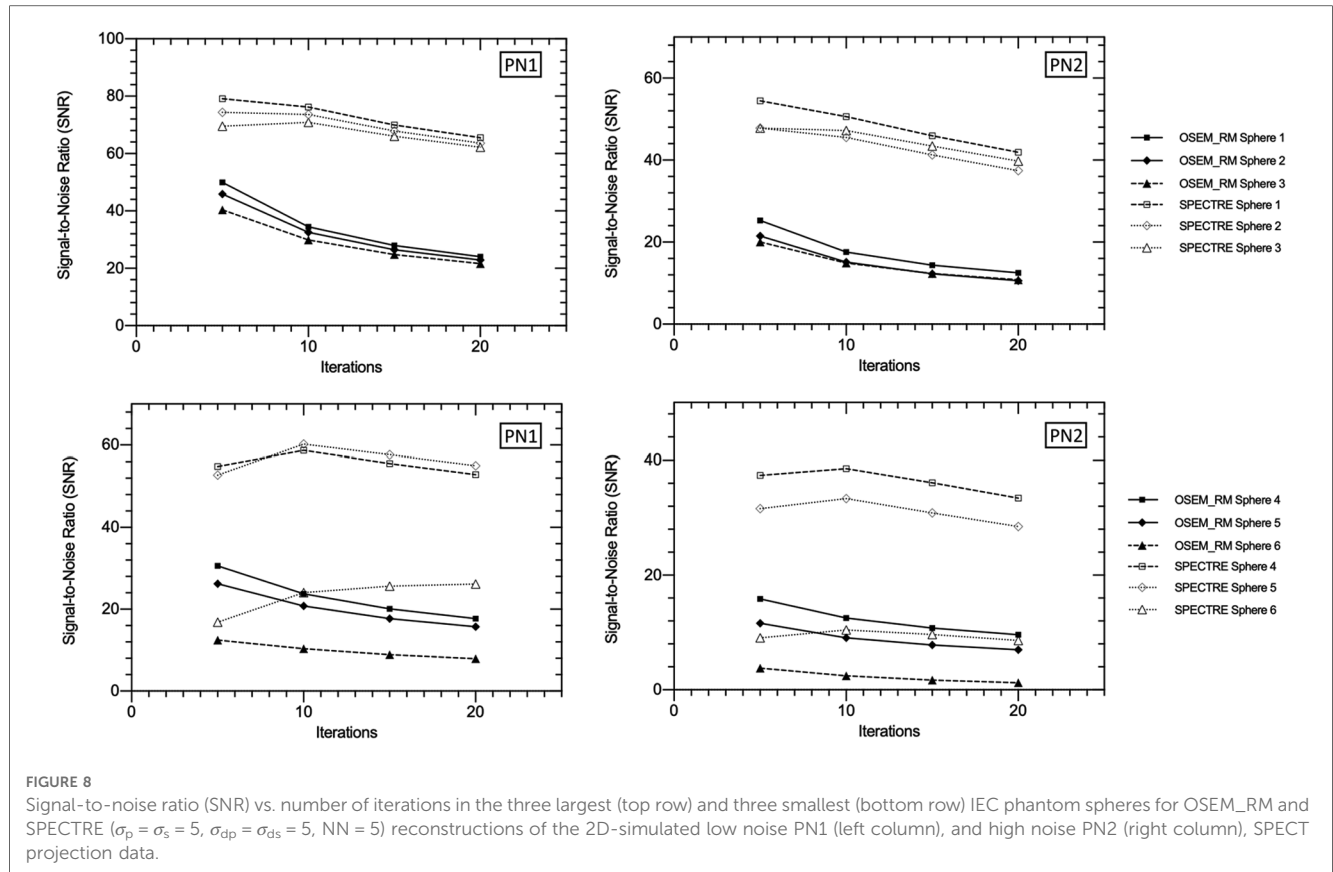 PN1
Signal-to-Noise Ratio (SNR)
100
80
60
40
20
0
0
10
20
Iterations
PN2
Signal-to-Noise Ratio (SNR)
60
40
20
0
0
10
20
Iterations
OSEM_RM Sphere 1
OSEM_RM Sphere 2
OSEM_RM Sphere 3
SPECTRE Sphere 1
SPECTRE Sphere 2
SPECTRE Sphere 3
PN1
Signal-to-Noise Ratio (SNR)
60
40
20
0
0
10
20
Iterations
PN2
Signal-to-Noise Ratio (SNR)
40
20
0
0
10
20
Iterations
OSEM_RM Sphere 4
OSEM_RM Sphere 5
OSEM_RM Sphere 6
SPECTRE Sphere 4
SPECTRE Sphere 5
SPECTRE Sphere 6
FIGURE 8
Signal-to-noise ratio (SNR) vs. number of iterations in the three largest (top row) and three smallest (bottom row) IEC phantom spheres for OSEM_RM and
SPECTRE (σp = σs = 5, σdp = σds = 5, NN = 5) reconstructions of the 2D-simulated low noise PN1 (left column), and high noise PN2 (right column), SPECT
projection data.